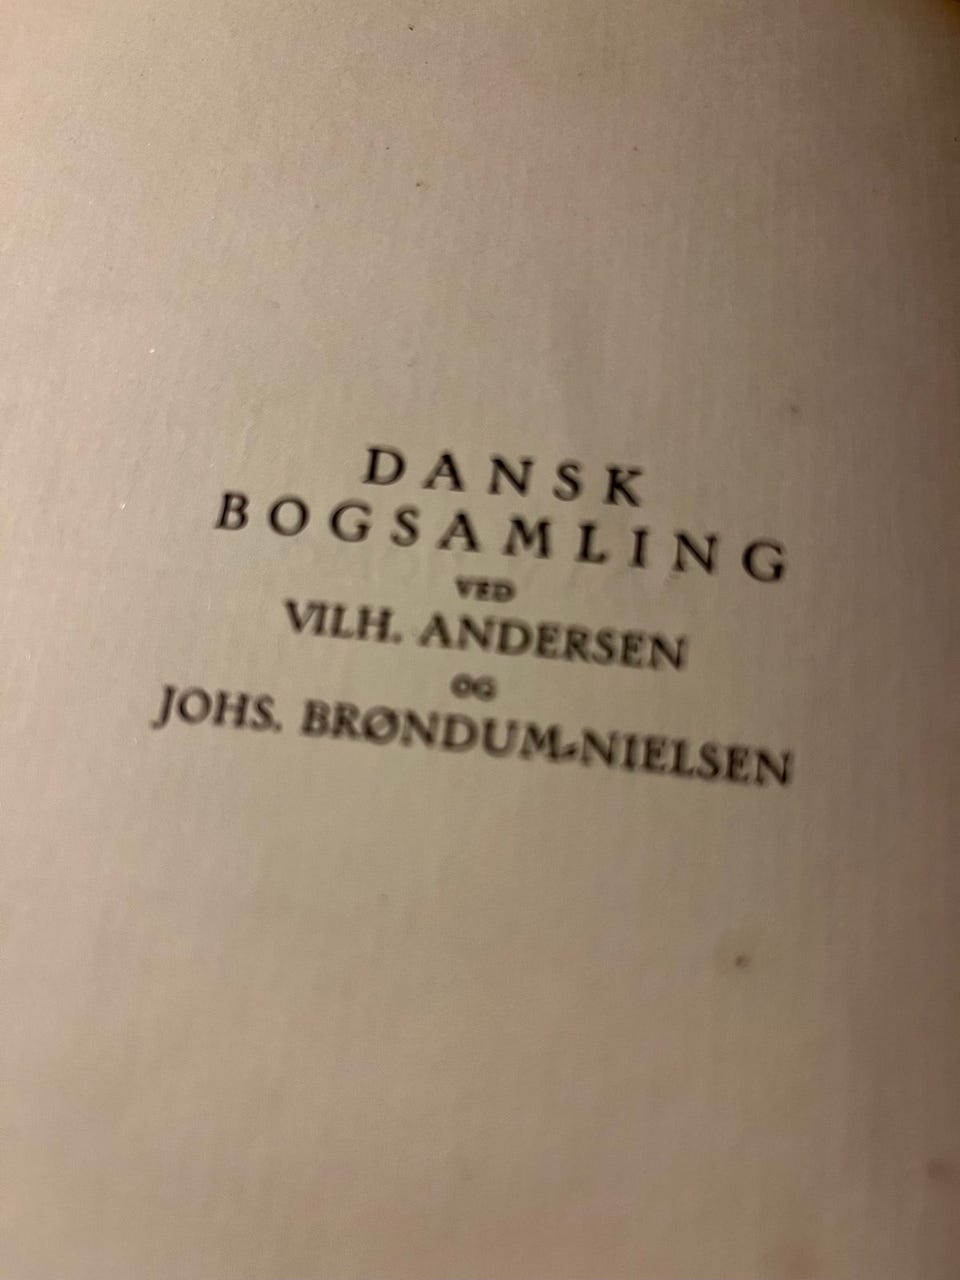 DANSK
BOGSAMLING
VED
VILH. ANDERSEN
OG
JOHS. BRØNDUM-NIELSEN